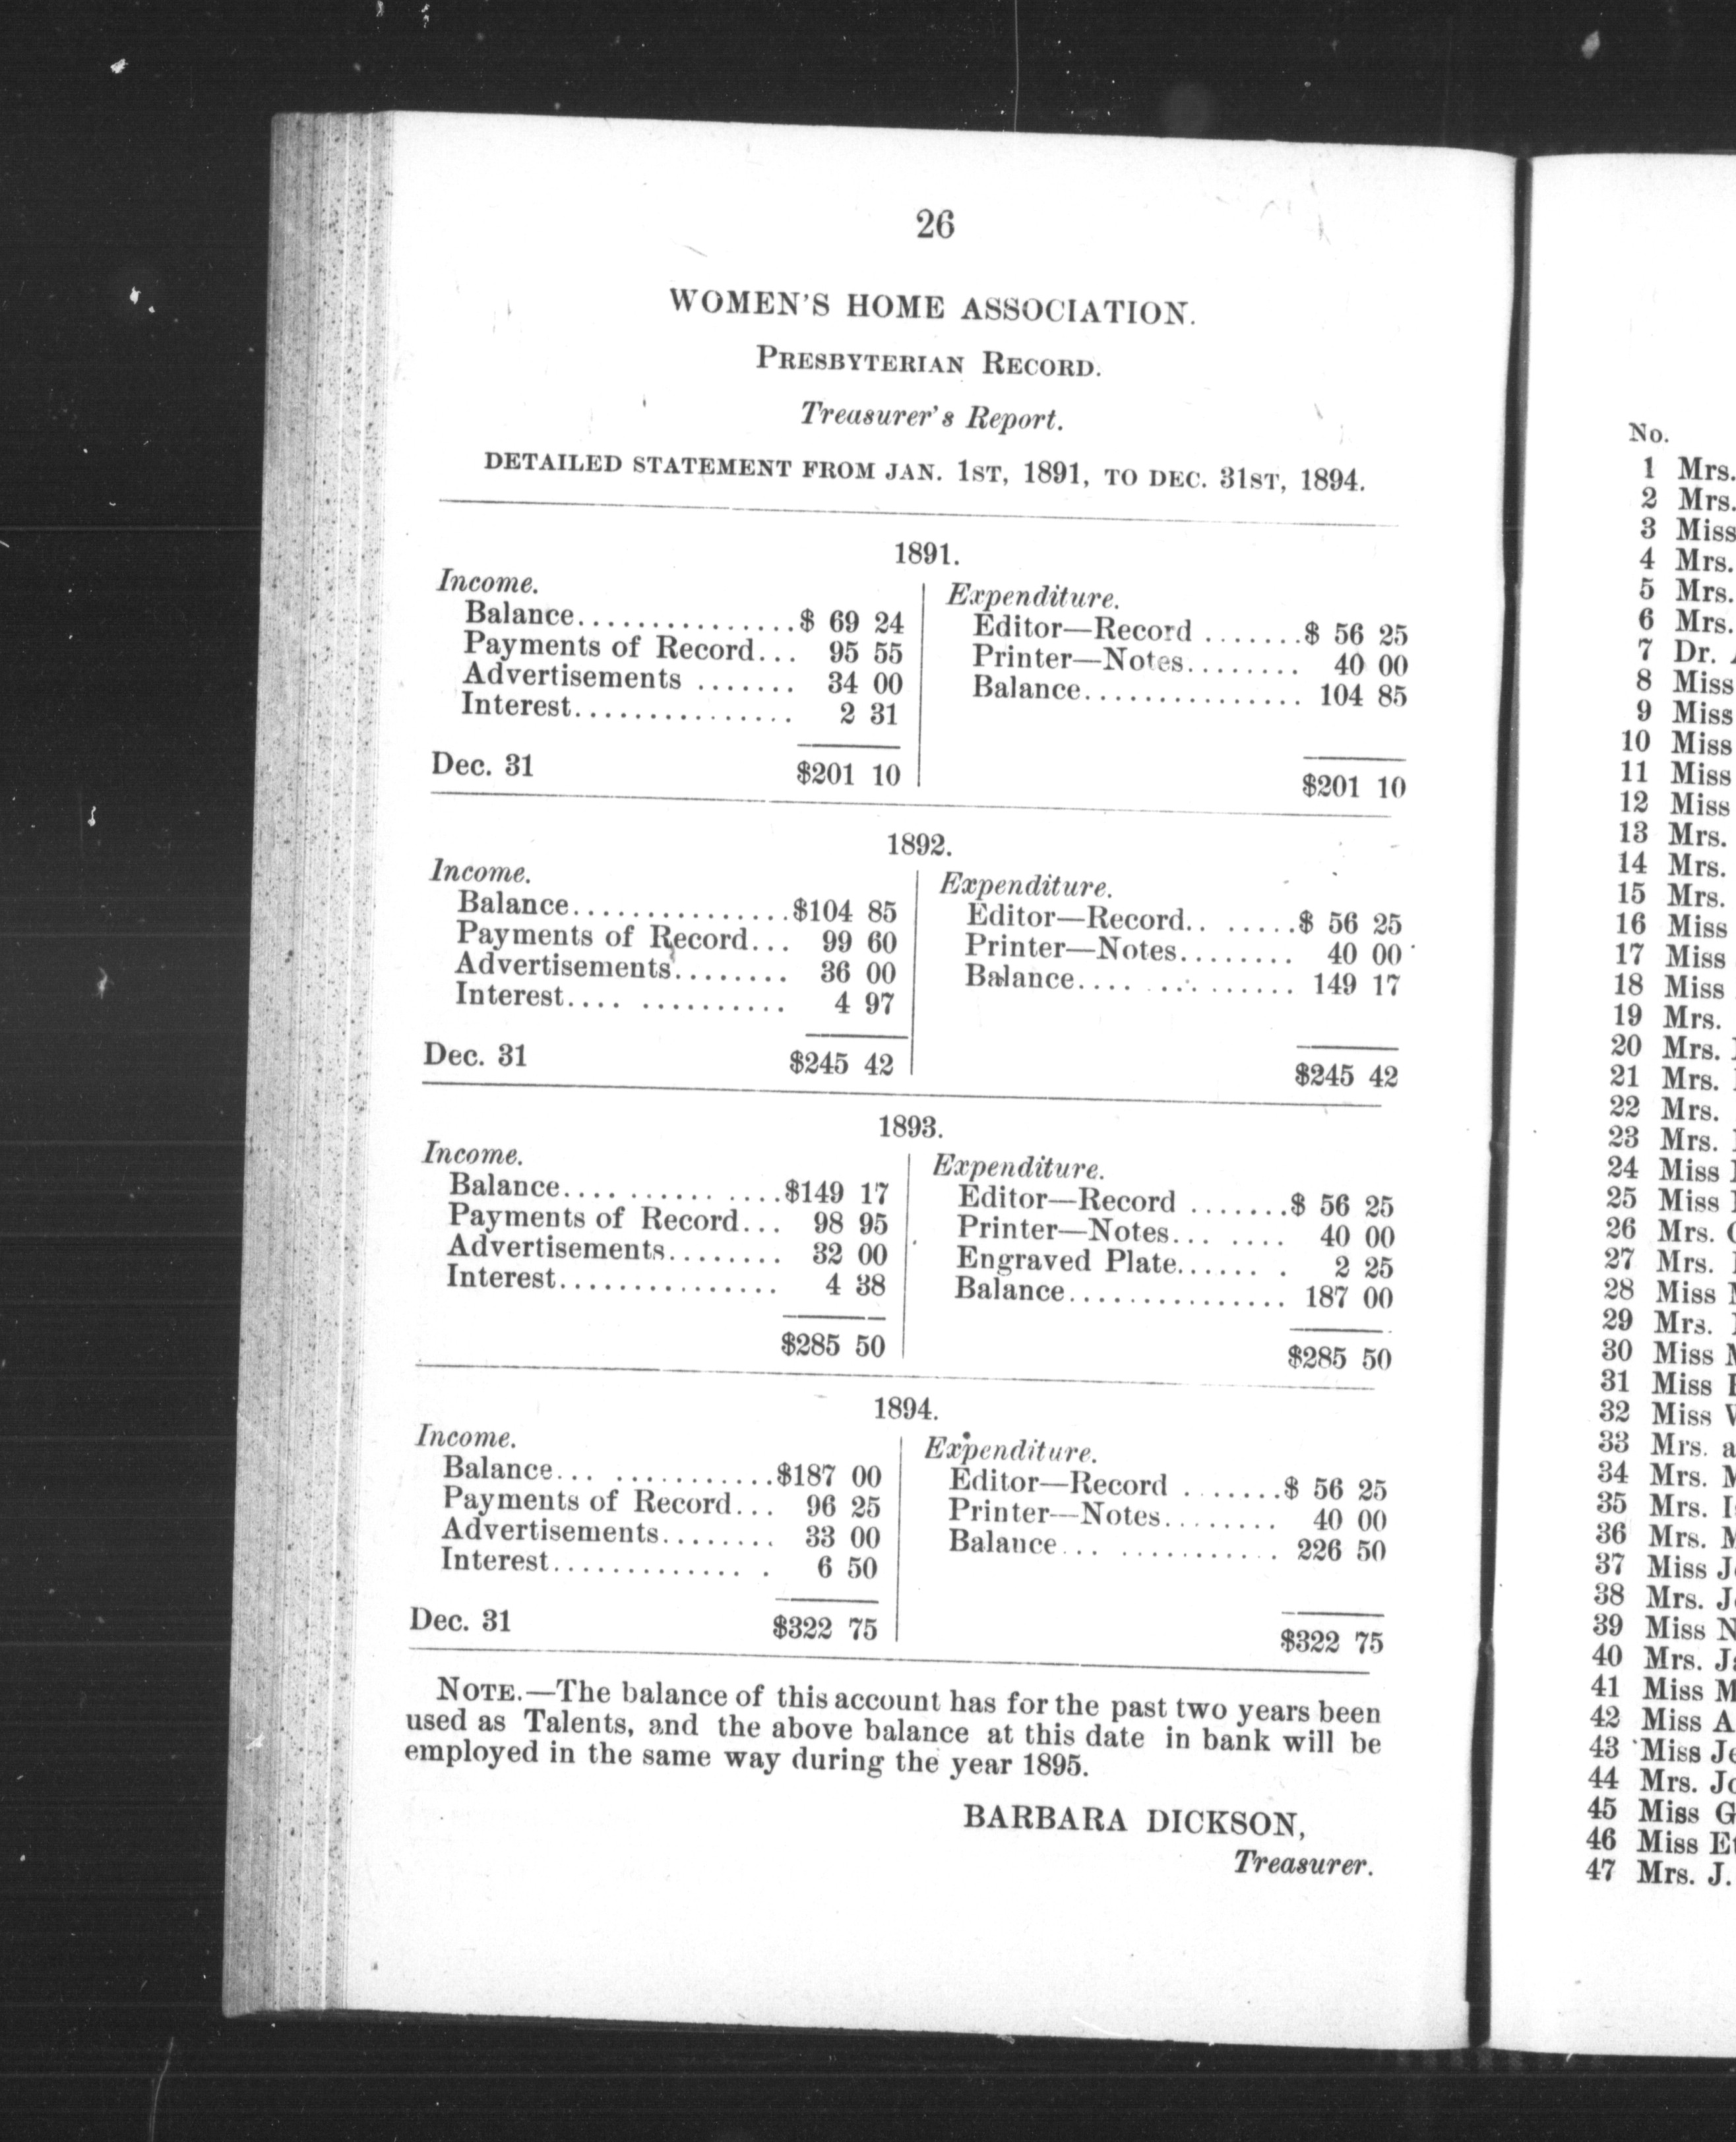 26
WOMEN'S HOME ASSOCIATION.
PRESBYTERIAN RECORD.
Treasurer's Report.
DETAILED STATEMENT FROM JAN. 1ST, 1891, TO DEC. 31ST, 1894.
1891.
Income.
Balance...............$ 69 24
Payments of Record... 95 55
Advertisements ....... 34 00
Interest............... 2 31
Dec. 31 $201 10
Expenditure.
Editor—Record .......$ 56 25
Printer—Notes........ 40 00
Balance............... 104 85
$201 10
1892.
Income.
Balance...............$104 85
Payments of Record... 99 60
Advertisements........ 36 00
Interest.... .......... 4 97
Dec. 31 $245 42
Expenditure.
Editor—Record.. .....$ 56 25
Printer—Notes........ 40 00
Balance.... .......... 149 17
$245 42
1893.
Income.
Balance.... ...... ....$149 17
Payments of Record... 98 95
Advertisements........ 32 00
Interest............... 4 38
$285 50
Expenditure.
Editor—Record .......$ 56 25
Printer—Notes... .... 40 00
Engraved Plate...... . 2 25
Balance............... 187 00
$285 50
1894.
Income.
Balance... ...........$187 00
Payments of Record... 96 25
Advertisements........ 33 00
Interest............. . 6 50
Dec. 31 $322 75
Expenditure.
Editor—Record .......$ 56 25
Printer—Notes........ 40 00
Balance... ........... 226 50
$322 75
NOTE.—The balance of this account has for the past two years been
used as Talents, and the above balance at this date in bank will be
employed in the same way during the year 1895.
BARBARA DICKSON,
Treasurer.
No.
1 Mrs.
2 Mrs.
3 Miss
4 Mrs.
5 Mrs.
6 Mrs.
7 Dr.
8 Miss
9 Miss
10 Miss
11 Miss
12 Miss
13 Mrs.
14 Mrs.
15 Mrs.
16 Miss
17 Miss
18 Miss
19 Mrs.
20 Mrs.
21 Mrs.
22 Mrs.
23 Mrs.
24 Miss
25 Miss
26 Mrs.
27 Mrs.
28 Miss
29 Mrs.
30 Miss
31 Miss
32 Miss
33 Mrs.
34 Mrs.
35 Mrs.
36 Mrs.
37 Miss
38 Mrs.
39 Miss
40 Mrs.
41 Miss
42 Miss
43 Miss
44 Mrs.
45 Miss
46 Miss
47 Mrs. J.